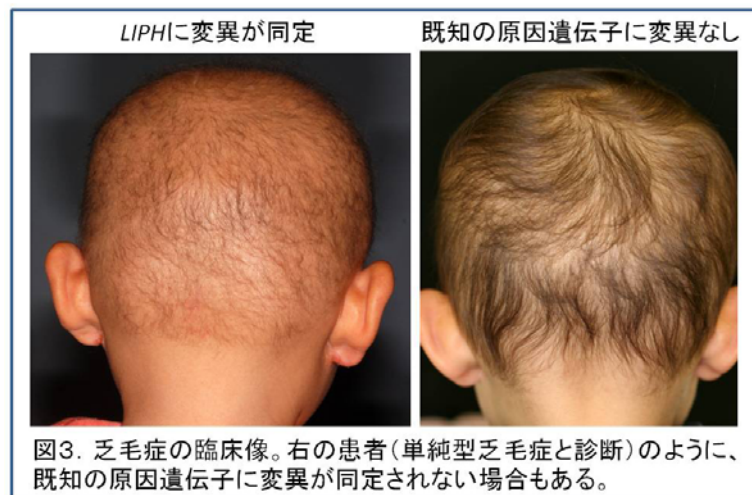 LIPHに変異が同定
既知の原因遺伝子に変異なし
図3．乏毛症の臨床像。右の患者(単純型乏毛症と診断)のように、
既知の原因遺伝子に変異が同定されない場合もある。